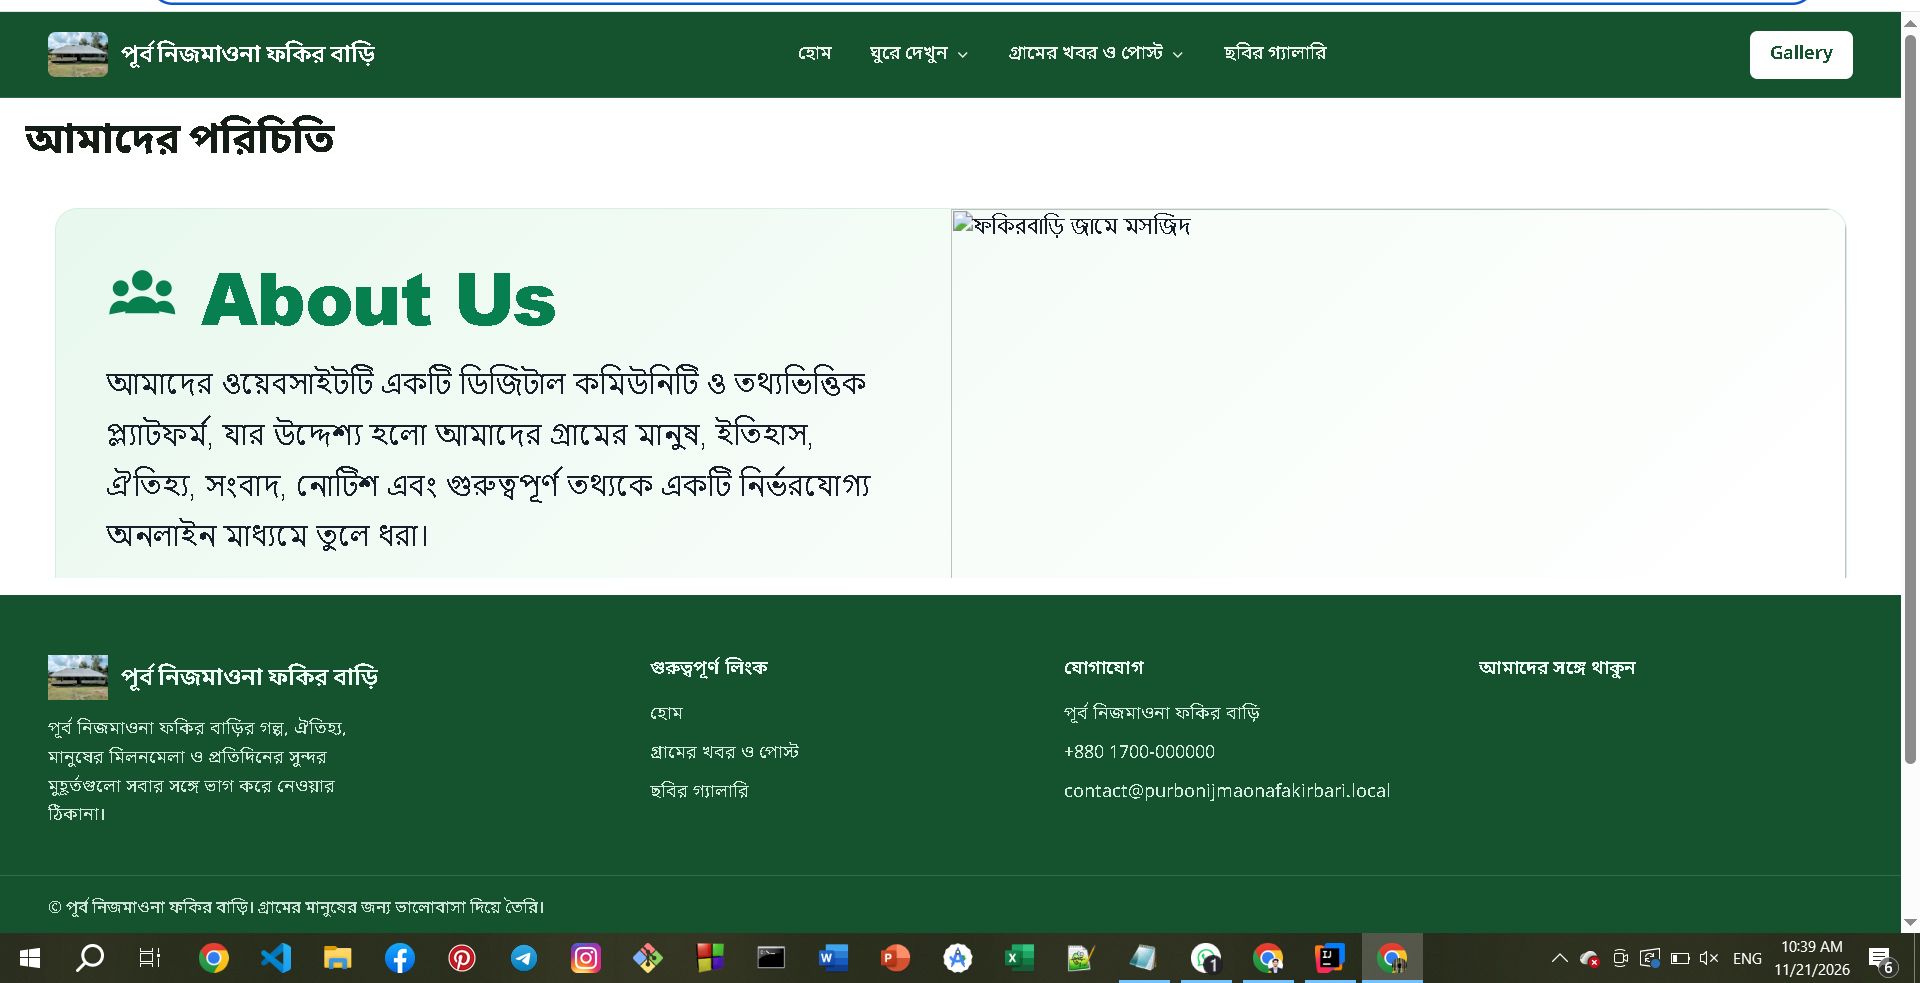 পূর্ব নিজমাওনা ফকির বাড়ি
হোম
ঘুরে দেখুন
গ্রামের খবর ও পোস্ট
ছবির গ্যালারি
Gallery
আমাদের পরিচিতি
About Us
আমাদের ওয়েবসাইটটি একটি ডিজিটাল কমিউনিটি ও তথ্যভিত্তিক
প্ল্যাটফর্ম, যার উদ্দেশ্য হলো আমাদের গ্রামের মানুষ, ইতিহাস,
ঐতিহ্য, সংবাদ, নোটিশ এবং গুরুত্বপূর্ণ তথ্যকে একটি নির্ভরযোগ্য
অনলাইন মাধ্যমে তুলে ধরা।
ফকিরবাড়ি জামে মসজিদ
পূর্ব নিজমাওনা ফকির বাড়ি
পূর্ব নিজমাওনা ফকির বাড়ির গল্প, ঐতিহ্য,
মানুষের মিলনমেলা ও প্রতিদিনের সুন্দর
মুহূর্তগুলো সবার সঙ্গে ভাগ করে নেওয়ার
ঠিকানা।
গুরুত্বপূর্ণ লিংক
হোম
গ্রামের খবর ও পোস্ট
ছবির গ্যালারি
যোগাযোগ
পূর্ব নিজমাওনা ফকির বাড়ি
+880 1700-000000
contact@purbonijmaonafakirbari.local
আমাদের সঙ্গে থাকুন
© পূর্ব নিজমাওনা ফকির বাড়ি। গ্রামের মানুষের জন্য ভালোবাসা দিয়ে তৈরি।
ENG
10:39 AM
11/21/2026
6
1